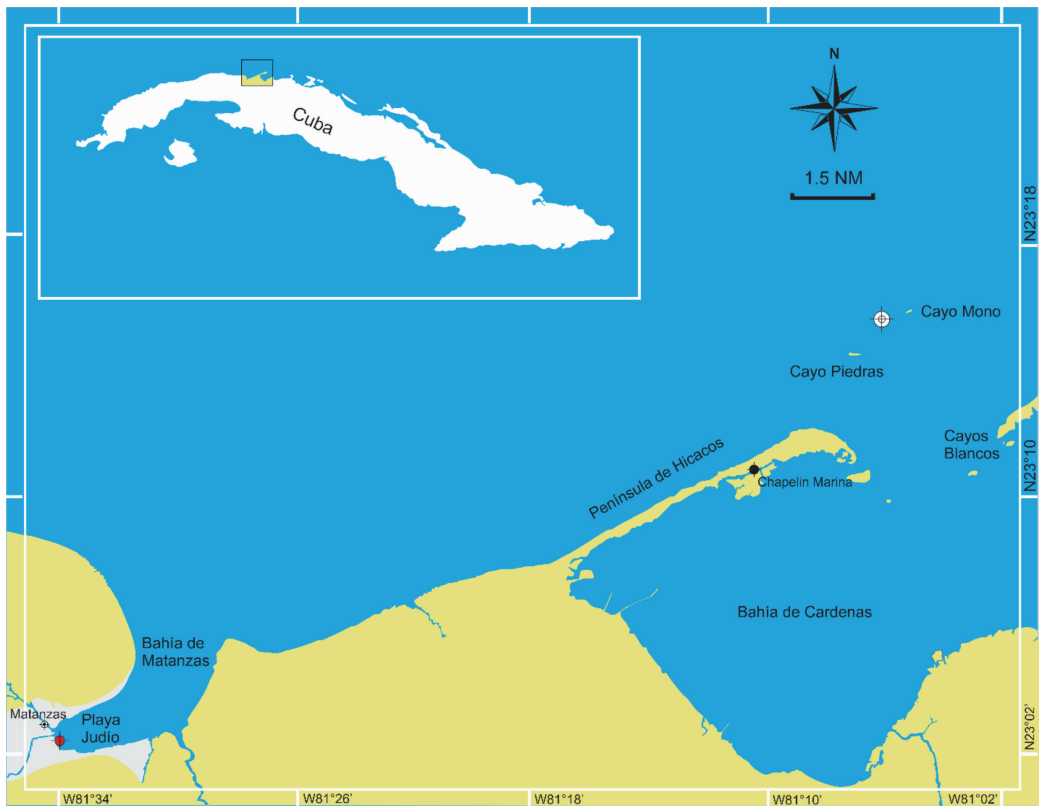 N
Cuba
1.5 NM
N23°18
Cayo Mono
Cayo Piedras
Cayos
Blancos
Península de Hicacos
Chapelin Marina
N23°10
Bahía de Cardenas
Bahía de
Matanzas
Matanzas
Playa
Judío
N23°02'
W81°34'
W81°26'
W81°18'
W81°10'
W81°02'